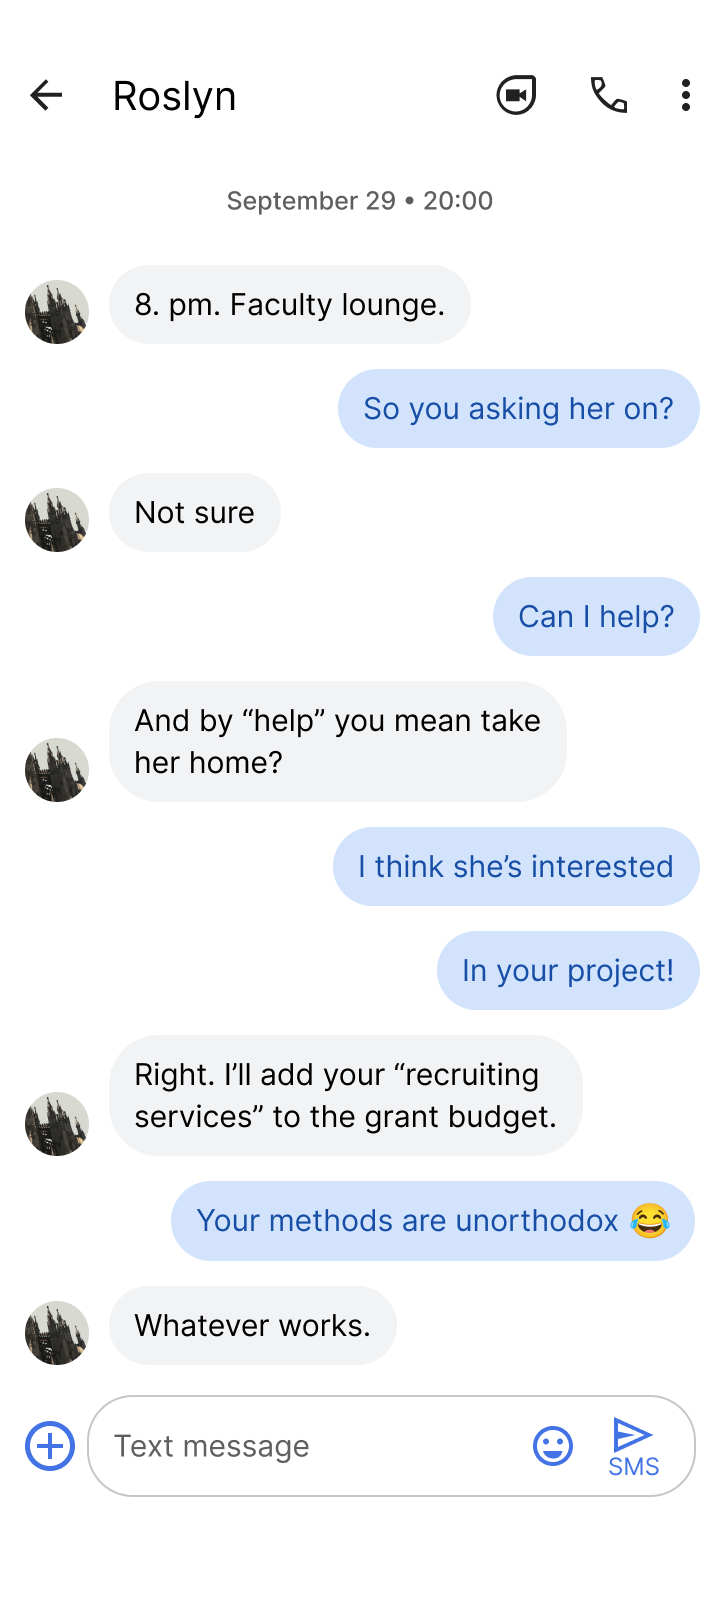 Roslyn
September 29 • 20:00
8. pm. Faculty lounge.
So you asking her on?
Not sure
Can I help?
And by “help” you mean take
her home?
I think she’s interested
In your project!
Right. I’ll add your “recruiting
services” to the grant budget.
Your methods are unorthodox 😂
Whatever works.
Text message
SMS